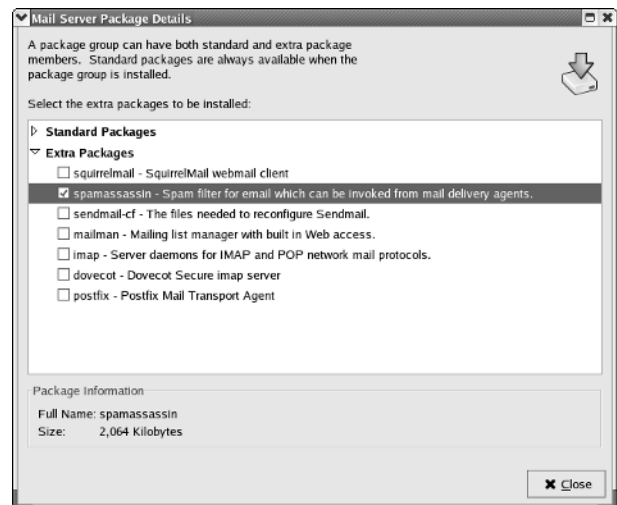 Mail Server Package Details
A package group can have both standard and extra package
members. Standard packages are always available when the
package group is installed.
Select the extra packages to be installed:
Standard Packages
Extra Packages
squirrelmail - SquirrelMail webmail client
spamassassin - Spam filter for email which can be invoked from mail delivery agents.
sendmail-cf - The files needed to reconfigure Sendmail.
mailman - Mailing list manager with built in Web access.
imap - Server daemons for IMAP and POP network mail protocols.
dovecot - Dovecot Secure imap server
postfix - Postfix Mail Transport Agent
Package Information
Full Name: spamassassin
Size: 2,064 Kilobytes
Close